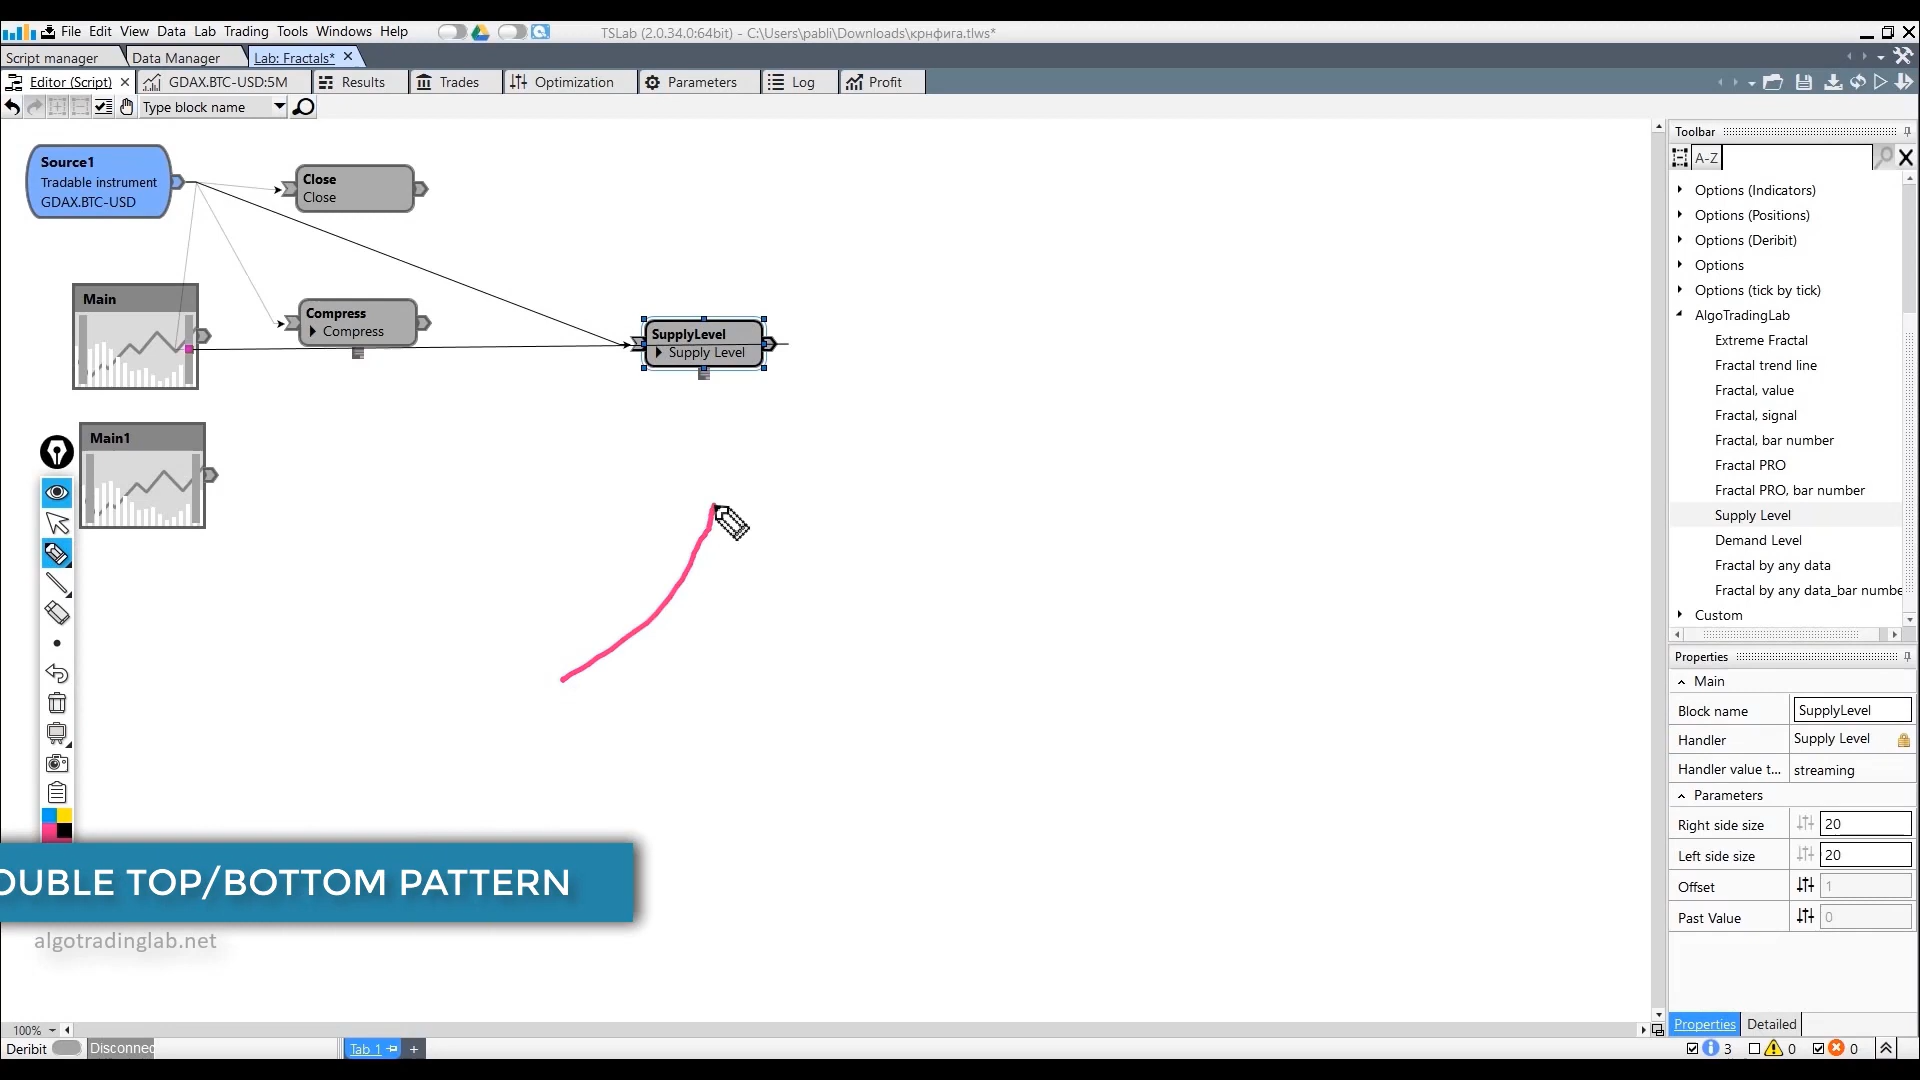 File Edit View Data Lab Trading Tools Windows Help
TSLab (2.0.34.0:64bit) - C:\Users\pabli\Downloads\крнфига.tlws*
Script manager Data Manager Lab: Fractals*
Editor (Script) GDAX.BTC-USD:5M Results Trades Optimization Parameters Log Profit
Type block name
Source1
Tradable instrument
GDAX.BTC-USD
Close
Close
Main
Compress
Compress
SupplyLevel
Supply Level
Main1
OUBLE TOP/BOTTOM PATTERN
algotradinglab.net
Toolbar
A-Z
Options (Indicators)
Options (Positions)
Options (Deribit)
Options
Options (tick by tick)
AlgoTradingLab
Extreme Fractal
Fractal trend line
Fractal, value
Fractal, signal
Fractal, bar number
Fractal PRO
Fractal PRO, bar number
Supply Level
Demand Level
Fractal by any data
Fractal by any data_bar numbe
Custom
Properties
Main
Block name SupplyLevel
Handler Supply Level
Handler value t... streaming
Parameters
Right side size 20
Left side size 20
Offset 1
Past Value 0
Properties Detailed
100%
Deribit Disconnec
Tab 1 +
3 0 0